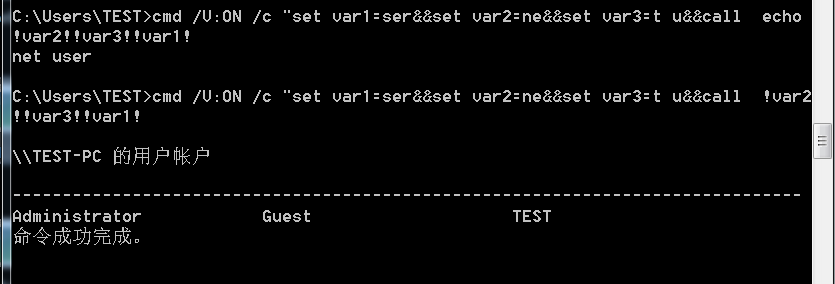 C:\Users\TEST>cmd /V:ON /c "set var1=ser&&set var2=ne&&set var3=t u&&call  echo
!var2!!var3!!var1!
net user
C:\Users\TEST>cmd /V:ON /c "set var1=ser&&set var2=ne&&set var3=t u&&call  !var2
!!var3!!var1!
\\TEST-PC 的用户帐户
-------------------------------------------------------------------------------
Administrator            Guest                    TEST
命令成功完成。